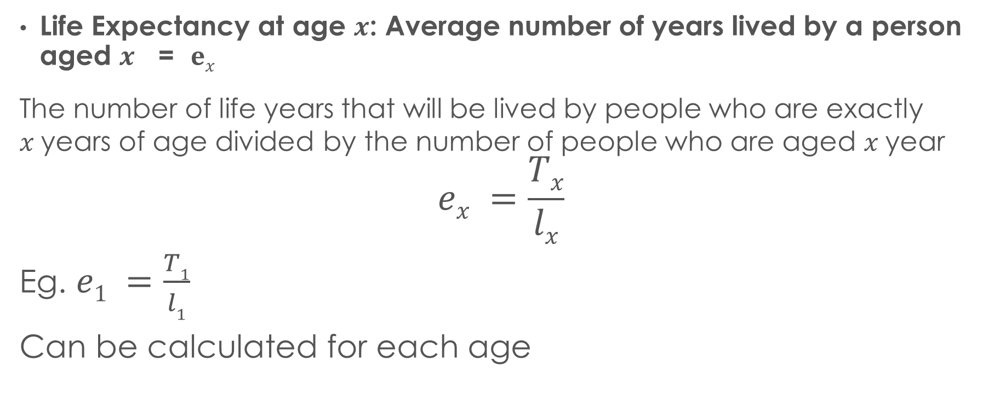 • Life Expectancy at age x: Average number of years lived by a person
aged x = eₓ
The number of life years that will be lived by people who are exactly
x years of age divided by the number of people who are aged x year
eₓ = Tₓ / lₓ
Eg. e₁ = T₁ / l₁
Can be calculated for each age